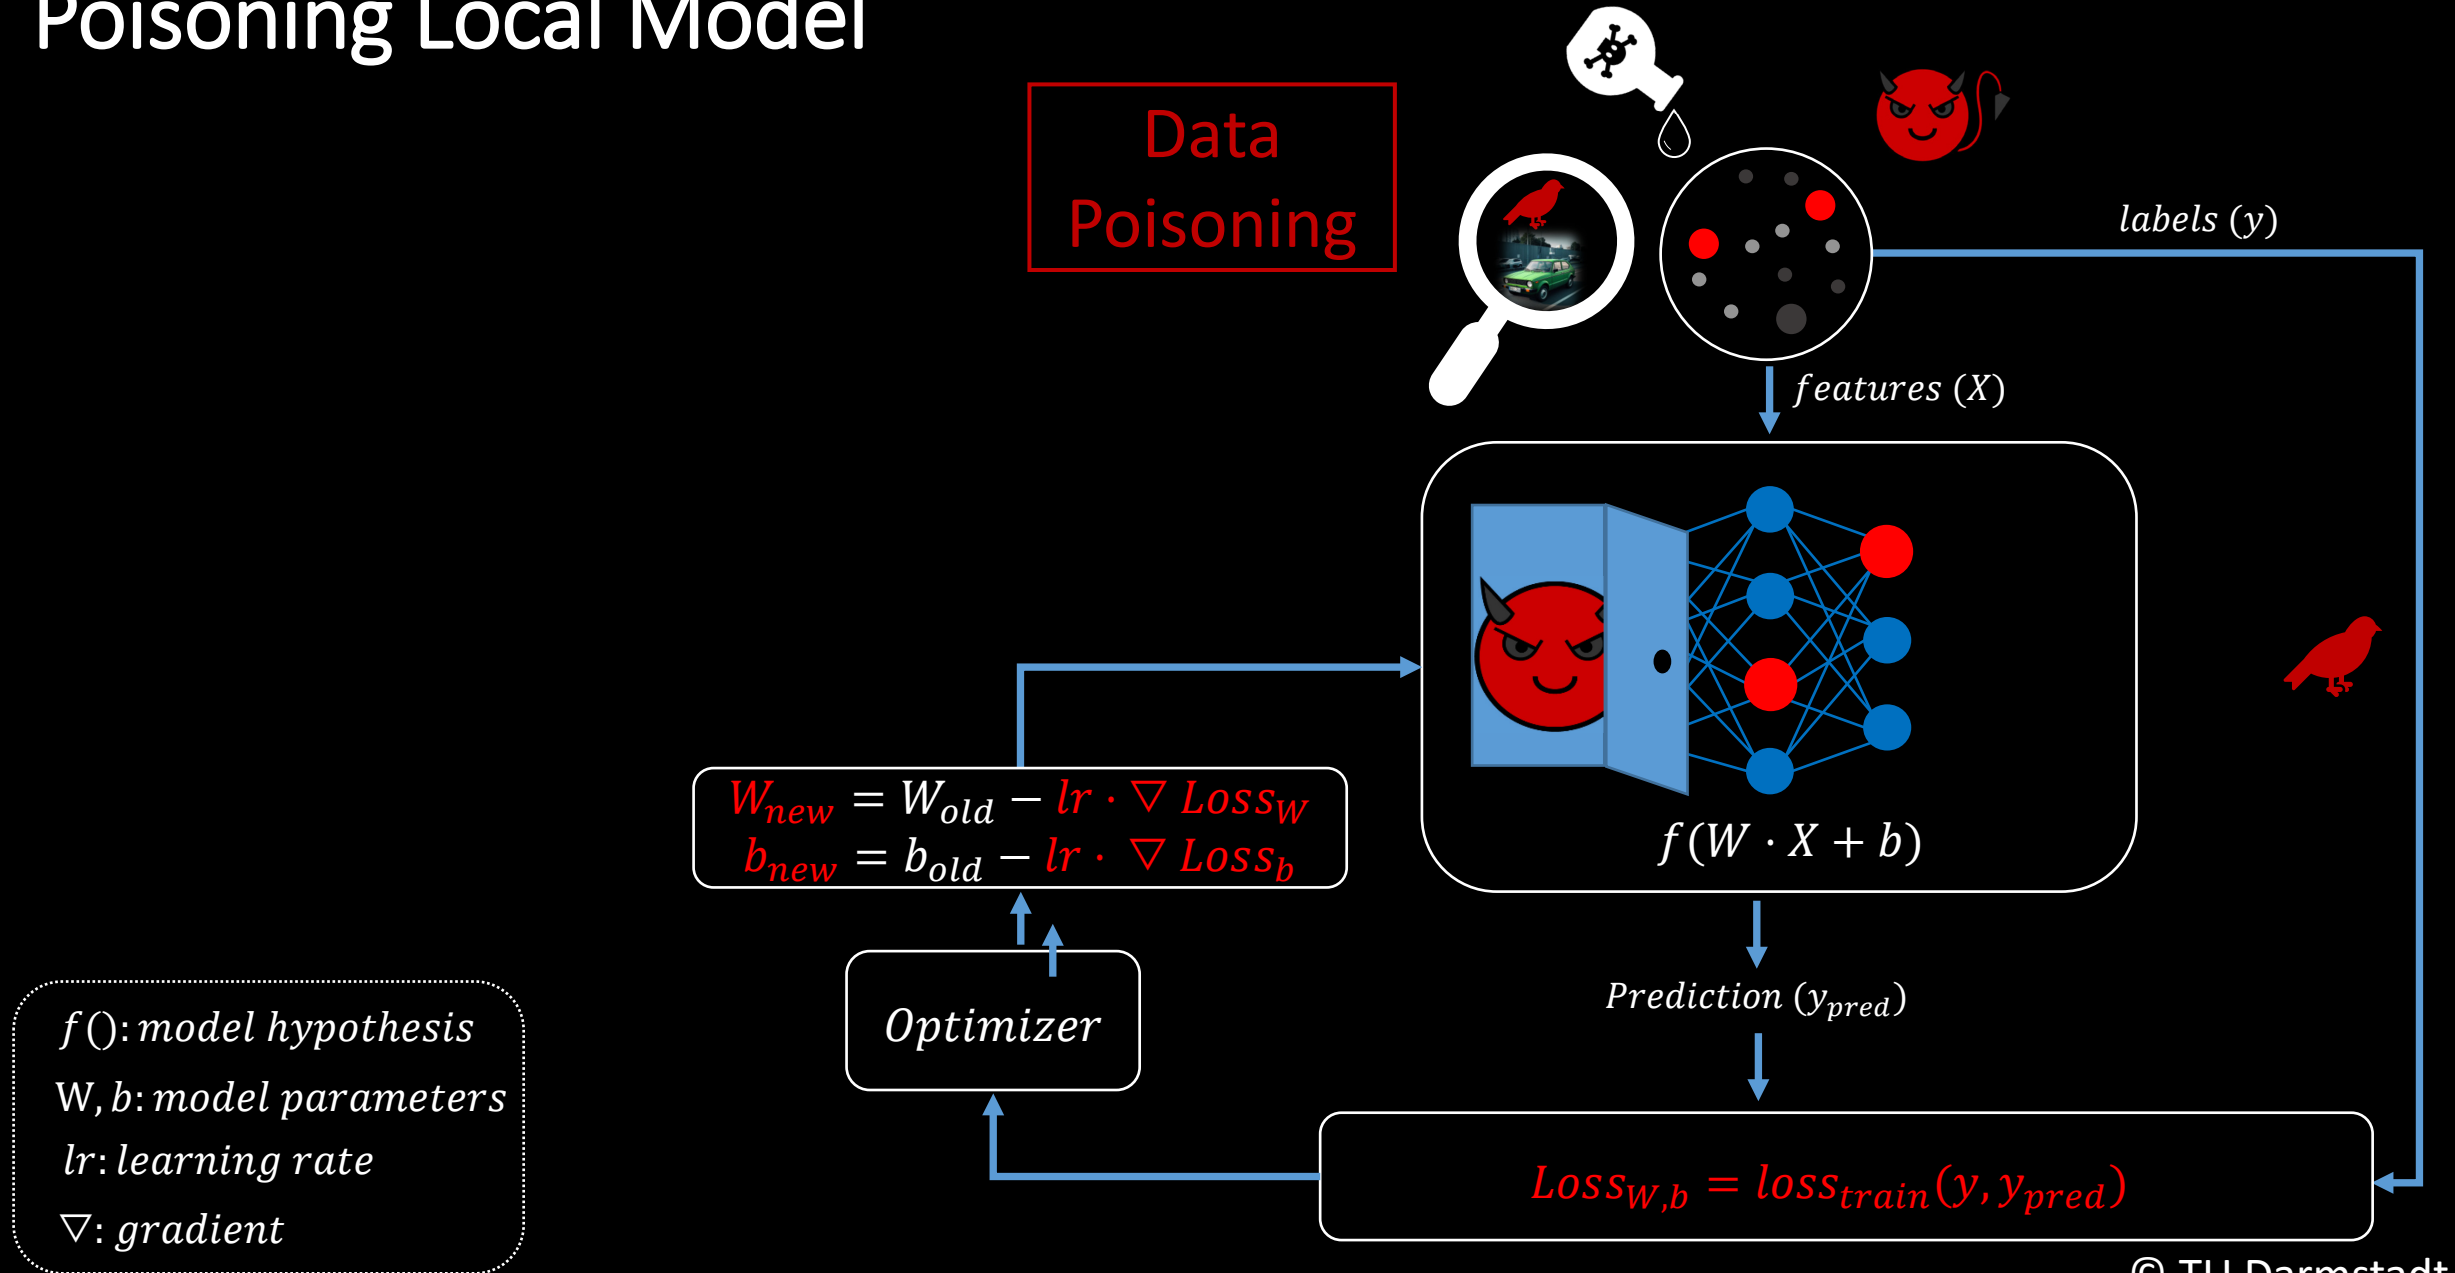 Poisoning Local Model
Data
Poisoning
labels (y)
features (X)
W_new = W_old − lr · ▽ Loss_W
b_new = b_old − lr · ▽ Loss_b
f(W · X + b)
Optimizer
Prediction (y_pred)
f(): model hypothesis
W, b: model parameters
lr: learning rate
▽: gradient
Loss_W,b = loss_train(y, y_pred)
© TU Darmstadt